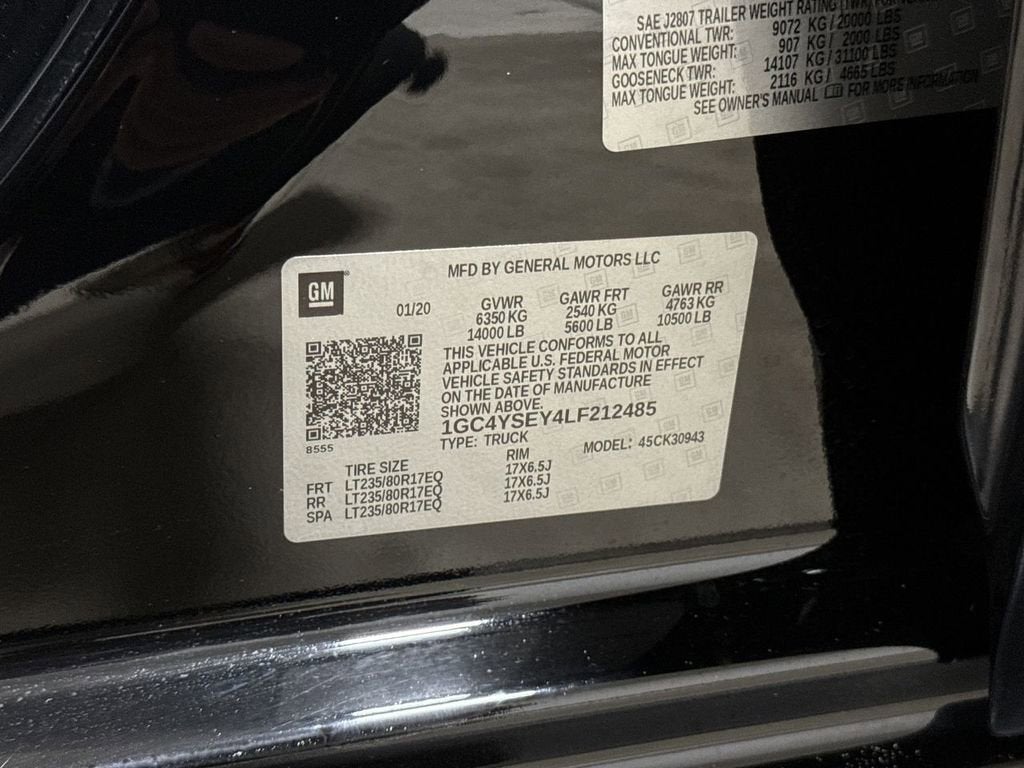 SAE J2807 TRAILER WEIGHT RATING (TWR)
CONVENTIONAL TWR: 9072 KG / 20000 LBS
MAX TONGUE WEIGHT: 907 KG / 2000 LBS
GOOSENECK TWR: 14107 KG / 31100 LBS
MAX TONGUE WEIGHT: 2116 KG / 4665 LBS
SEE OWNER'S MANUAL FOR MORE INFORMATION
GM
MFD BY GENERAL MOTORS LLC
01/20
GVWR GAWR FRT GAWR RR
6350 KG 2540 KG 4763 KG
14000 LB 5600 LB 10500 LB
THIS VEHICLE CONFORMS TO ALL
APPLICABLE U.S. FEDERAL MOTOR
VEHICLE SAFETY STANDARDS IN EFFECT
ON THE DATE OF MANUFACTURE
SHOWN ABOVE.
1GC4YSEY4LF212485
8555
TYPE: TRUCK MODEL: 45CK30943
TIRE SIZE RIM
FRT LT235/80R17EQ 17X6.5J
RR LT235/80R17EQ 17X6.5J
SPA LT235/80R17EQ 17X6.5J